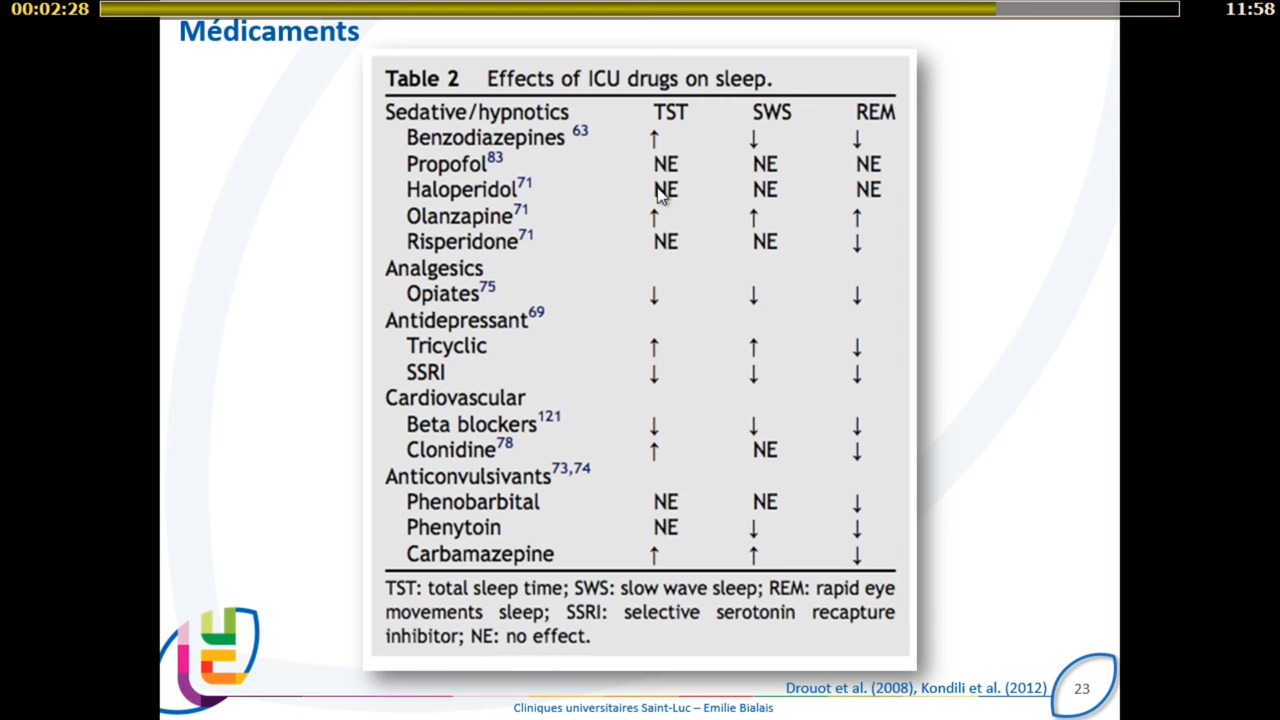 00:02:28 11:58
Médicaments
Table 2 Effects of ICU drugs on sleep.
Sedative/hypnotics TST SWS REM
Benzodiazepines 63 ↑ ↓ ↓
Propofol83 NE NE NE
Haloperidol71 NE NE NE
Olanzapine71 ↑ ↑ ↑
Risperidone71 NE NE ↓
Analgesics
Opiates75 ↓ ↓ ↓
Antidepressant69
Tricyclic ↑ ↑ ↓
SSRI ↓ ↓ ↓
Cardiovascular
Beta blockers121 ↓ ↓ ↓
Clonidine78 ↑ NE ↓
Anticonvulsivants73,74
Phenobarbital NE NE ↓
Phenytoin NE ↓ ↓
Carbamazepine ↑ ↑ ↓
TST: total sleep time; SWS: slow wave sleep; REM: rapid eye
movements sleep; SSRI: selective serotonin recapture
inhibitor; NE: no effect.
Drouot et al. (2008), Kondili et al. (2012) 23
Cliniques universitaires Saint-Luc – Emilie Bialais